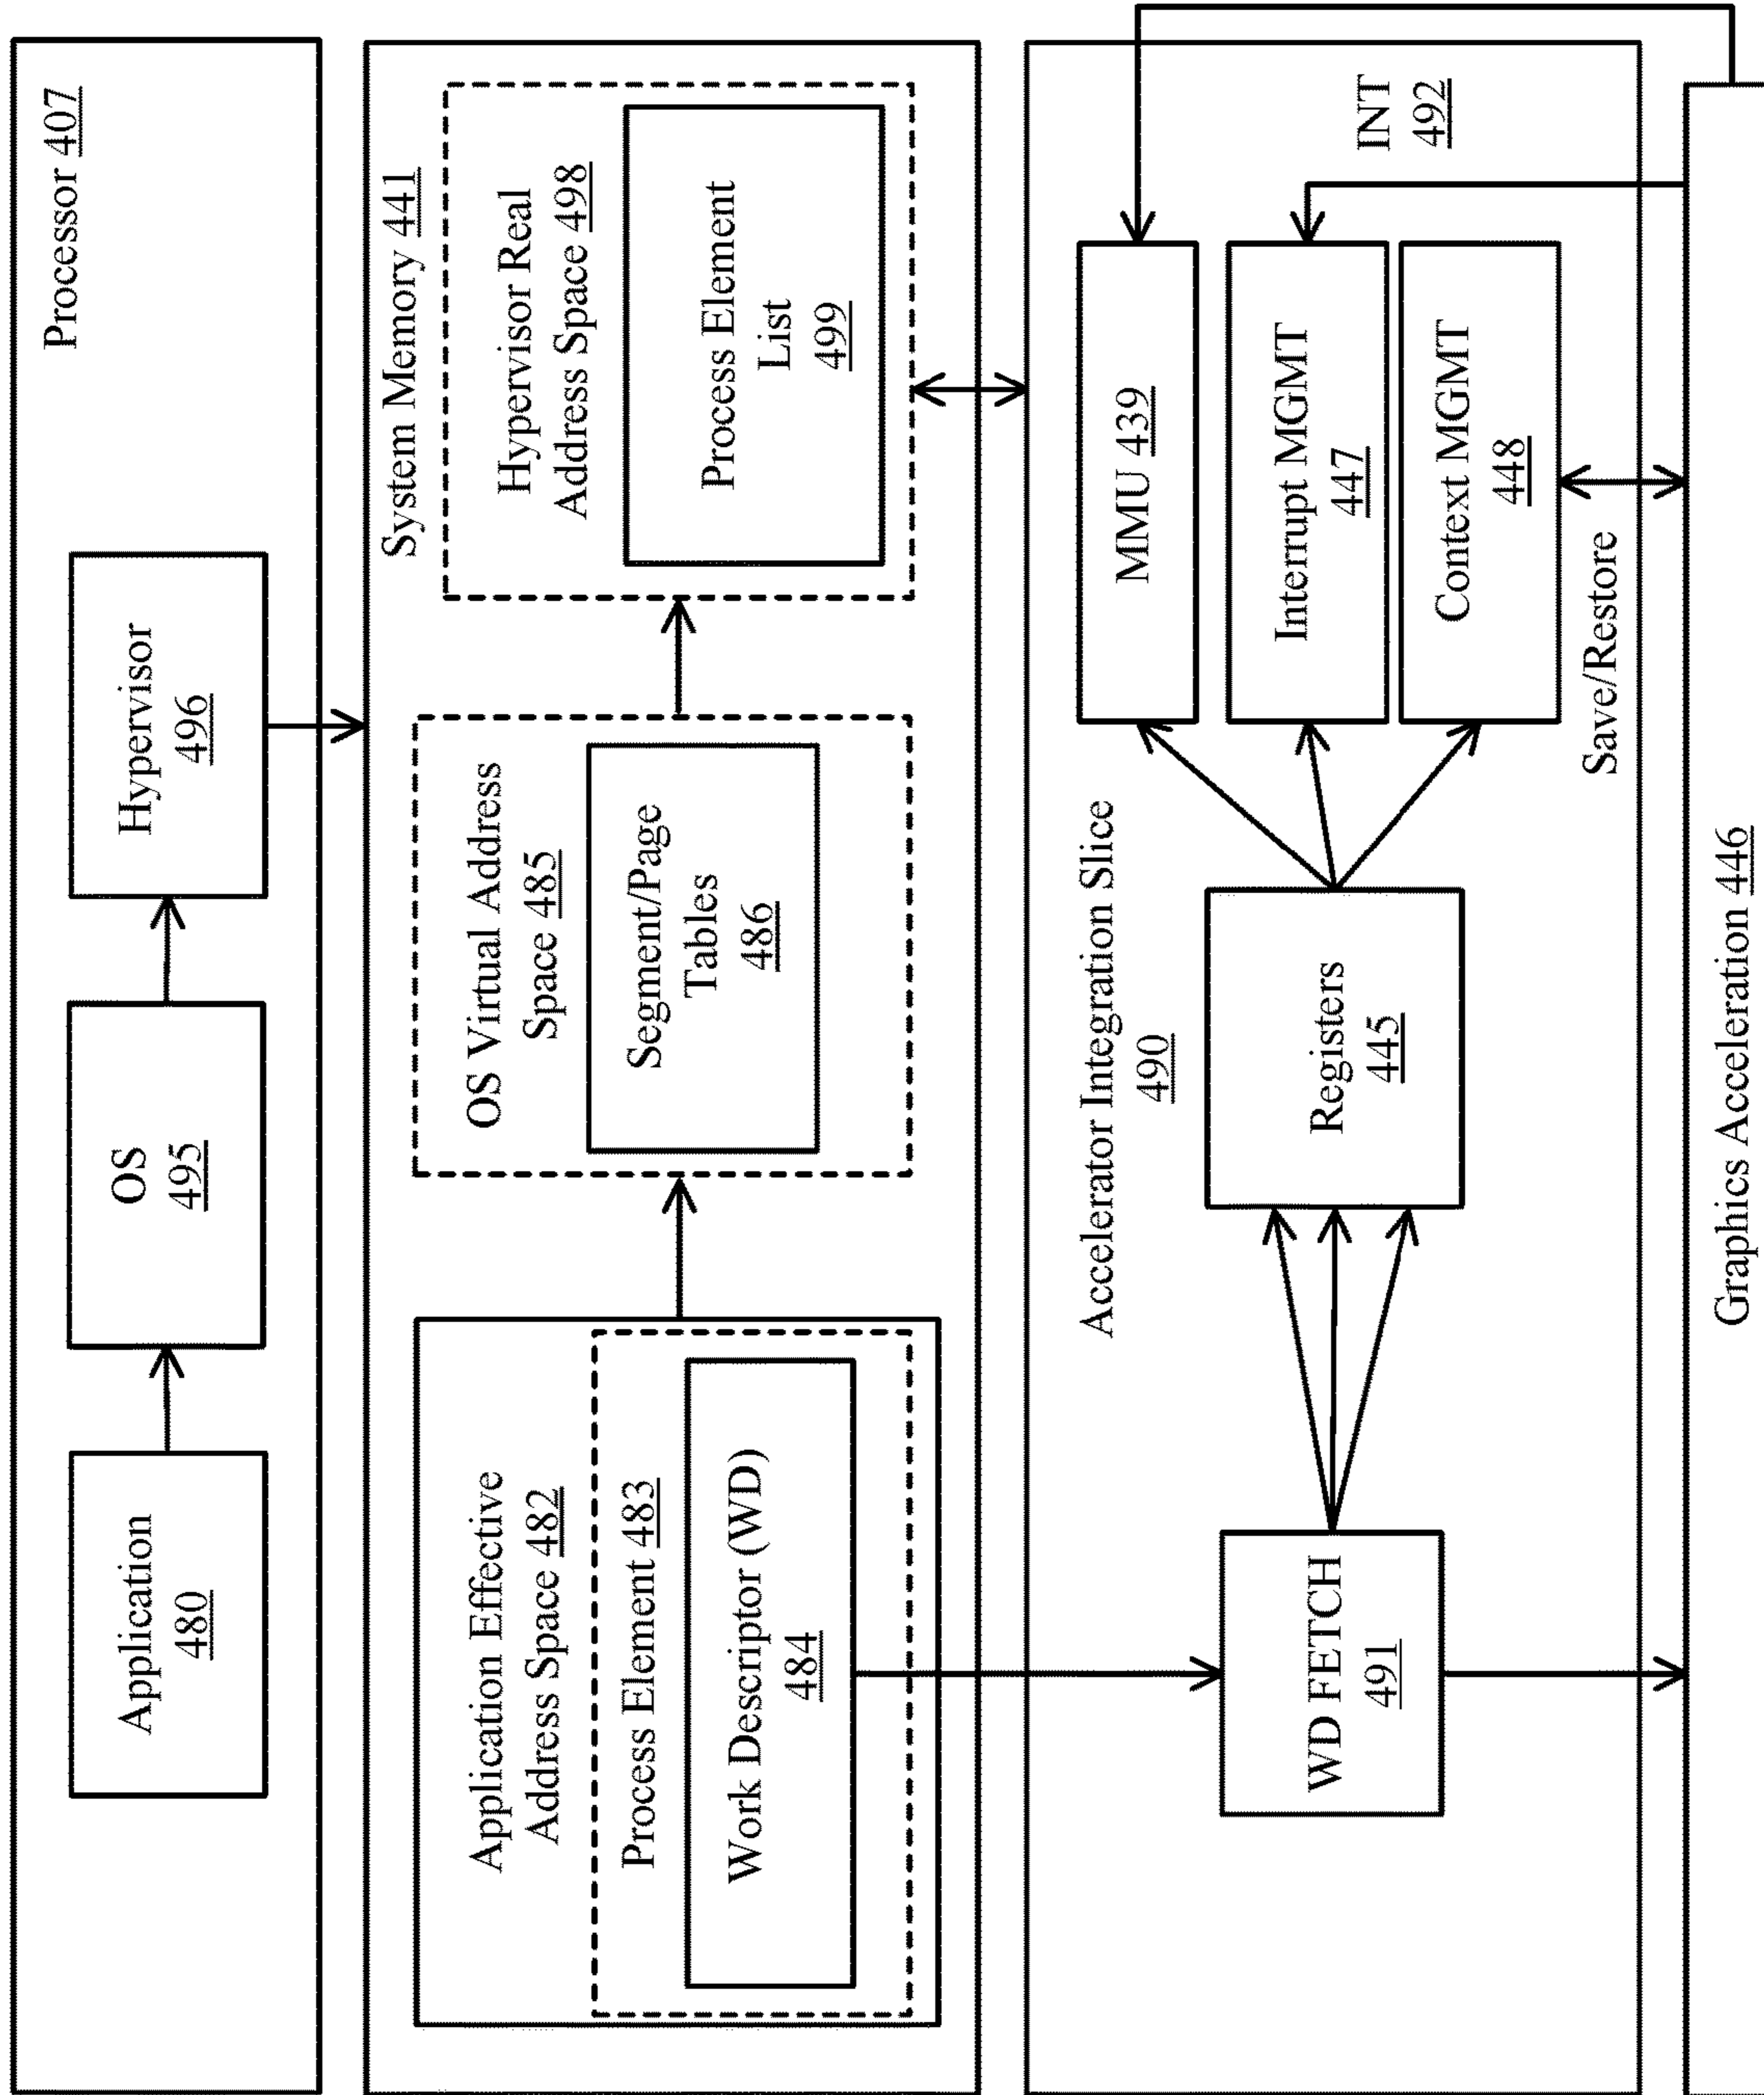 Processor 407
Application
480
OS
495
Hypervisor
496
System Memory 441
Application Effective
Address Space 482
Process Element 483
Work Descriptor (WD)
484
OS Virtual Address
Space 485
Segment/Page
Tables
486
Hypervisor Real
Address Space 498
Process Element
List
499
Accelerator Integration Slice
490
WD FETCH
491
Registers
445
MMU 439
Interrupt MGMT
447
Context MGMT
448
INT
492
Save/Restore
Graphics Acceleration 446